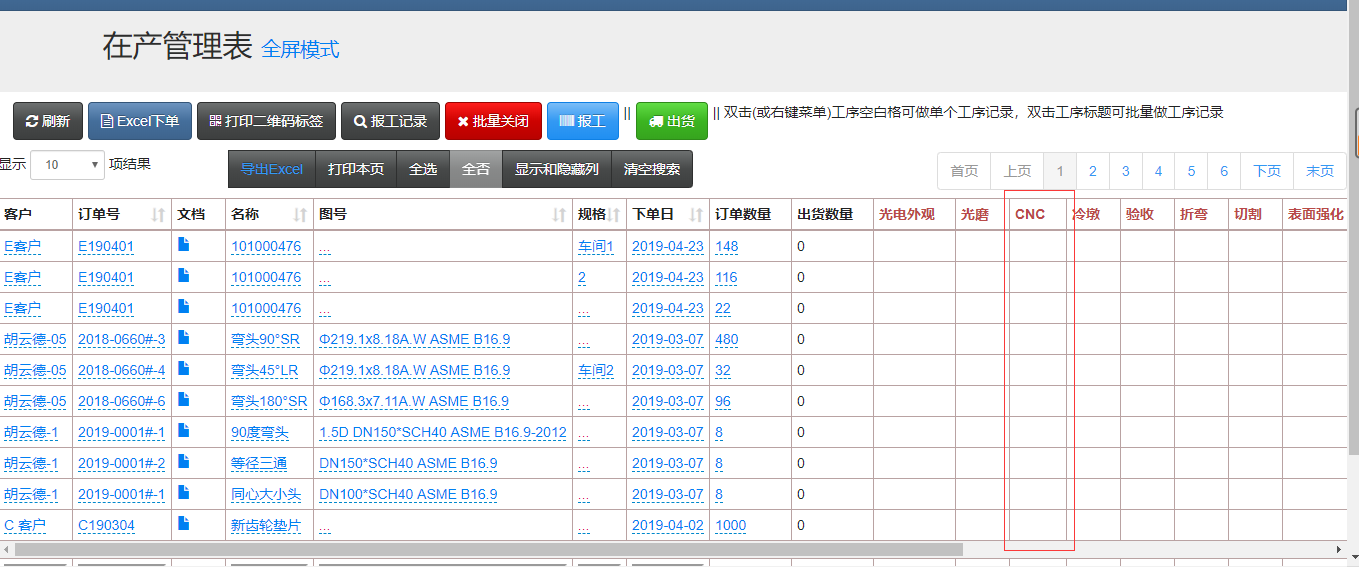 在产管理表 全屏模式
刷新 Excel下单 打印二维码标签 报工记录 批量关闭 报工 || 出货 || 双击(或右键菜单)工序空白格可做单个工序记录，双击工序标题可批量做工序记录
显示 10 项结果 导出Excel 打印本页 全选 全否 显示和隐藏列 清空搜索 首页 上页 1 2 3 4 5 6 下页 末页
客户 订单号 文档 名称 图号 规格 下单日 订单数量 出货数量 光电外观 光磨 CNC 冷墩 验收 折弯 切割 表面强化
E客户 E190401 101000476 ... 车间1 2019-04-23 148 0
E客户 E190401 101000476 ... 2 2019-04-23 116 0
E客户 E190401 101000476 ... ... 2019-04-23 22 0
胡云德-05 2018-0660#-3 弯头90°SR Φ219.1x8.18A.W ASME B16.9 ... 2019-03-07 480 0
胡云德-05 2018-0660#-4 弯头45°LR Φ219.1x8.18A.W ASME B16.9 车间2 2019-03-07 32 0
胡云德-05 2018-0660#-6 弯头180°SR Φ168.3x7.11A.W ASME B16.9 ... 2019-03-07 96 0
胡云德-1 2019-0001#-1 90度弯头 1.5D DN150*SCH40 ASME B16.9-2012 ... 2019-03-07 8 0
胡云德-1 2019-0001#-2 等径三通 DN150*SCH40 ASME B16.9 ... 2019-03-07 8 0
胡云德-1 2019-0001#-1 同心大小头 DN100*SCH40 ASME B16.9 ... 2019-03-07 8 0
C 客户 C190304 新齿轮垫片 ... ... 2019-04-02 1000 0